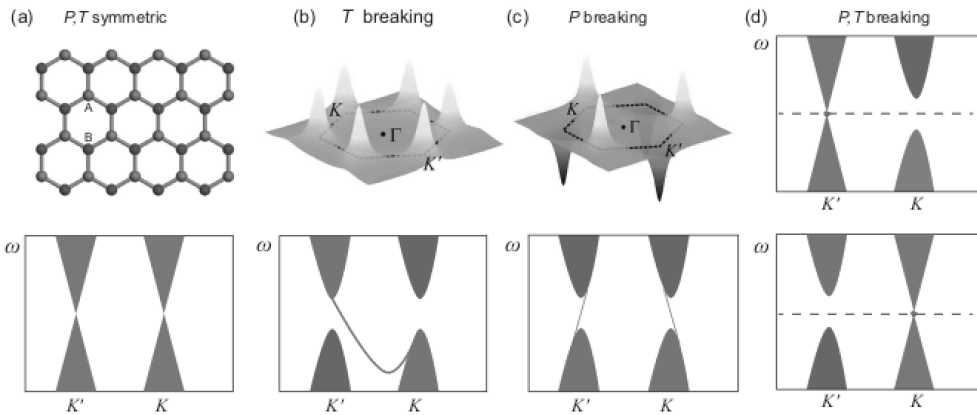 (a) P,T symmetric
A
B
ω
K' K
(b) T breaking
K
Γ
K'
ω
K' K
(c) P breaking
K
Γ
K'
ω
K' K
(d) P,T breaking
ω
K' K
ω
K' K